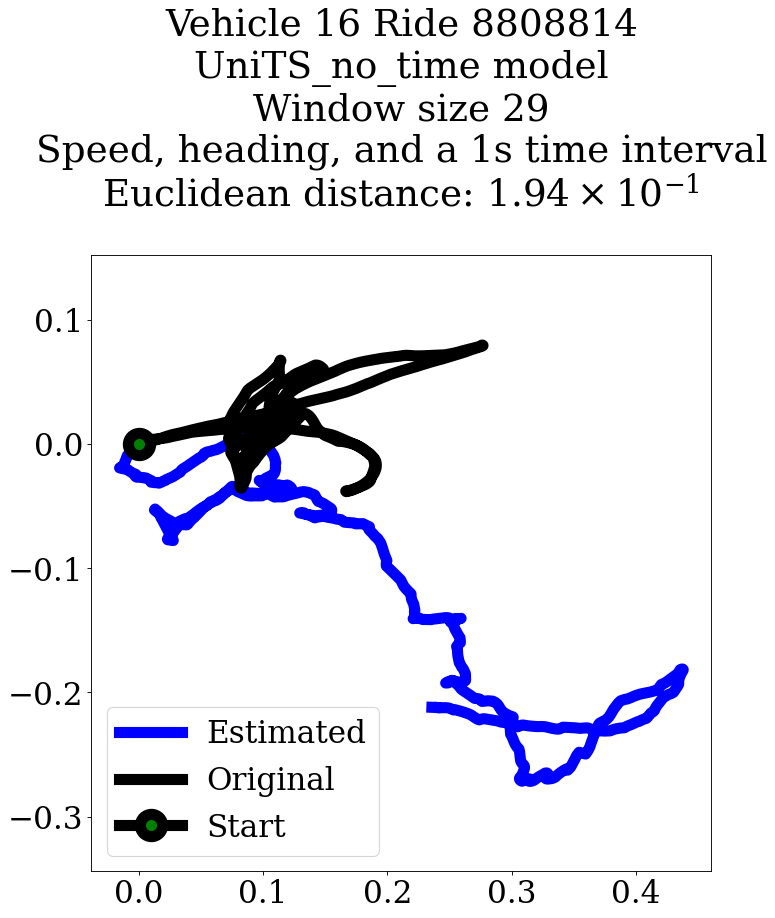 Vehicle 16 Ride 8808814
UniTS_no_time model
Window size 29
Speed, heading, and a 1s time interval
Euclidean distance: 1.94 × 10⁻¹
0.1
0.0
−0.1
−0.2
−0.3
Estimated
Original
Start
0.0 0.1 0.2 0.3 0.4